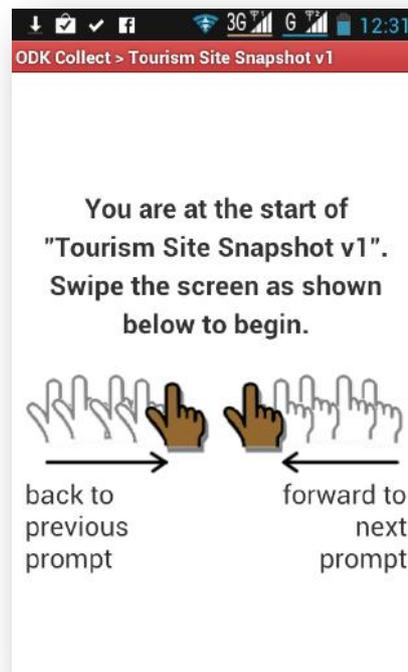 3G G 12:31
ODK Collect > Tourism Site Snapshot v1
You are at the start of
"Tourism Site Snapshot v1".
Swipe the screen as shown
below to begin.
back to
previous
prompt
forward to
next
prompt